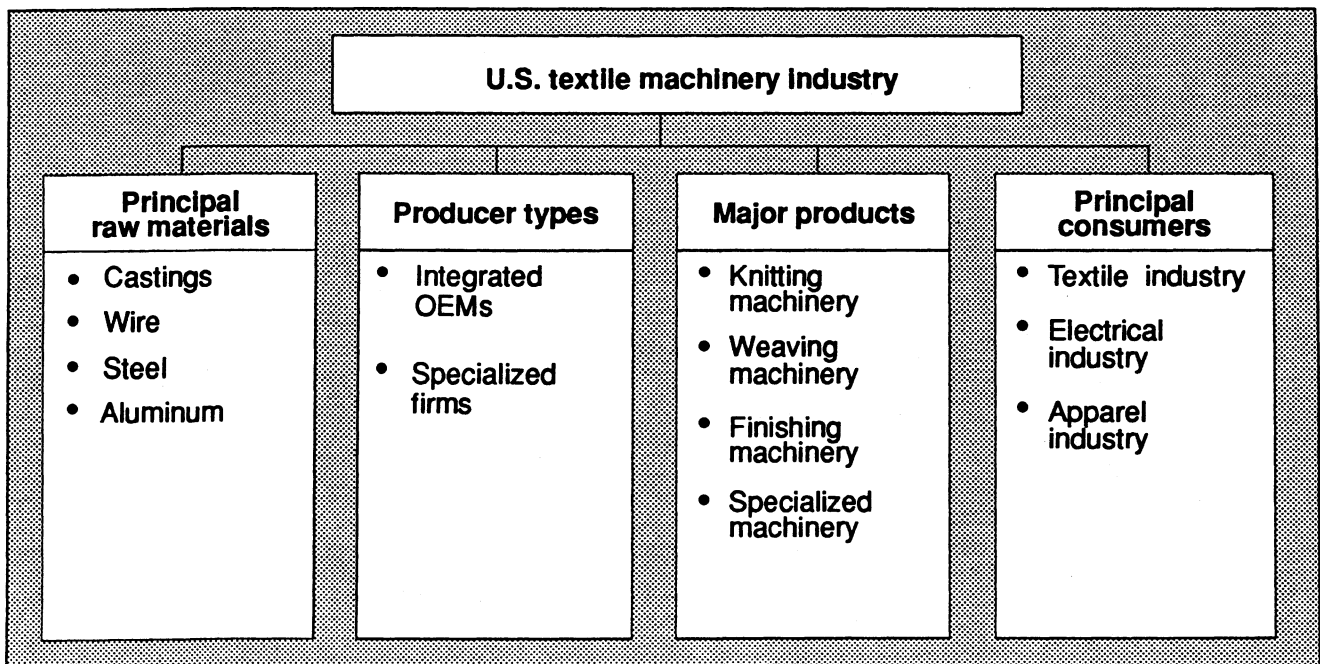 U.S. textile machinery industry
Principal
raw materials
• Castings
• Wire
• Steel
• Aluminum
Producer types
• Integrated
OEMs
• Specialized
firms
Major products
• Knitting
machinery
• Weaving
machinery
• Finishing
machinery
• Specialized
machinery
Principal
consumers
• Textile industry
• Electrical
industry
• Apparel
industry